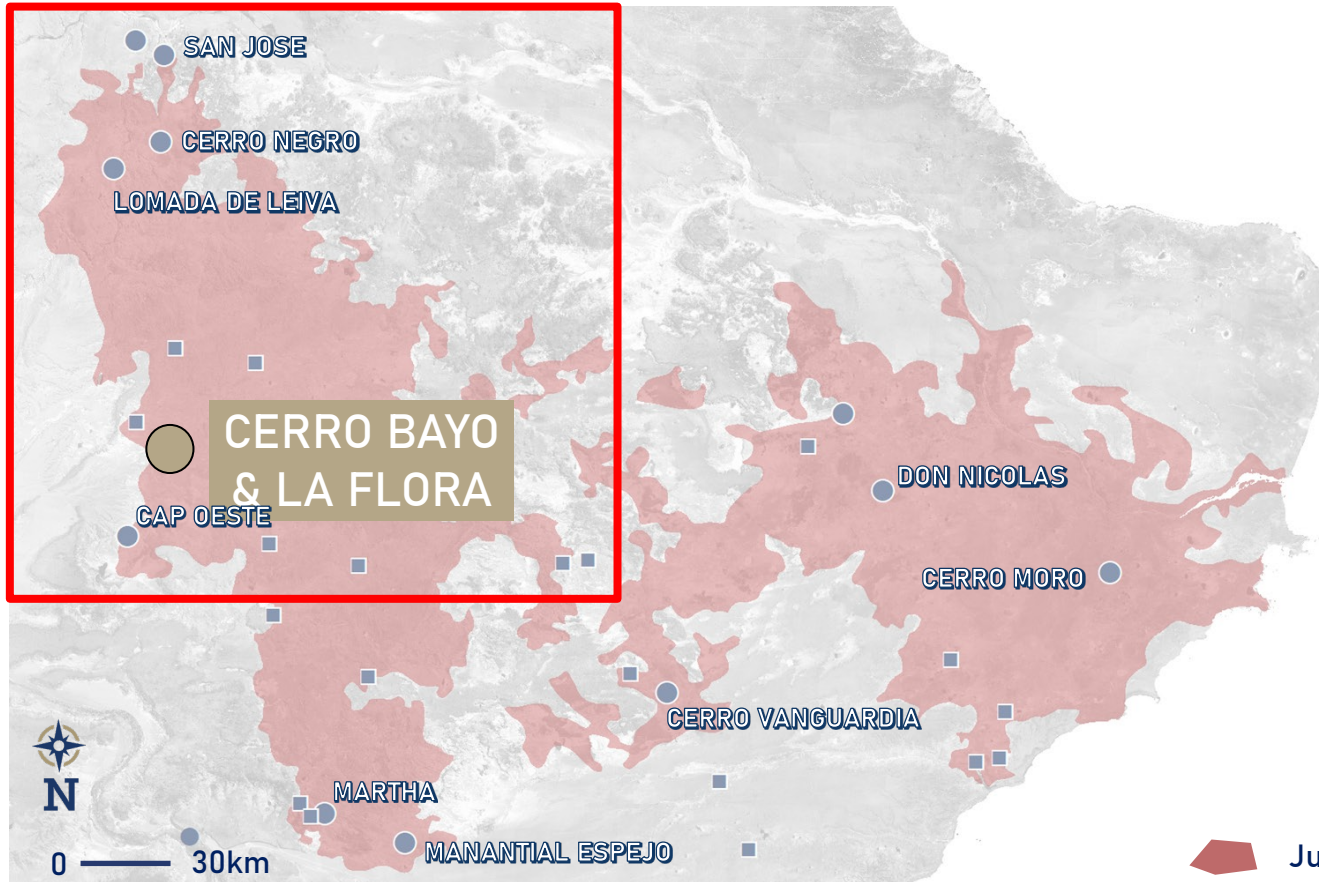 SAN JOSE
CERRO NEGRO
LOMADA DE LEIVA
CERRO BAYO
& LA FLORA
CAP OESTE
DON NICOLAS
CERRO MORO
CERRO VANGUARDIA
MARTHA
MANANTIAL ESPEJO
N
0 30km
Ju